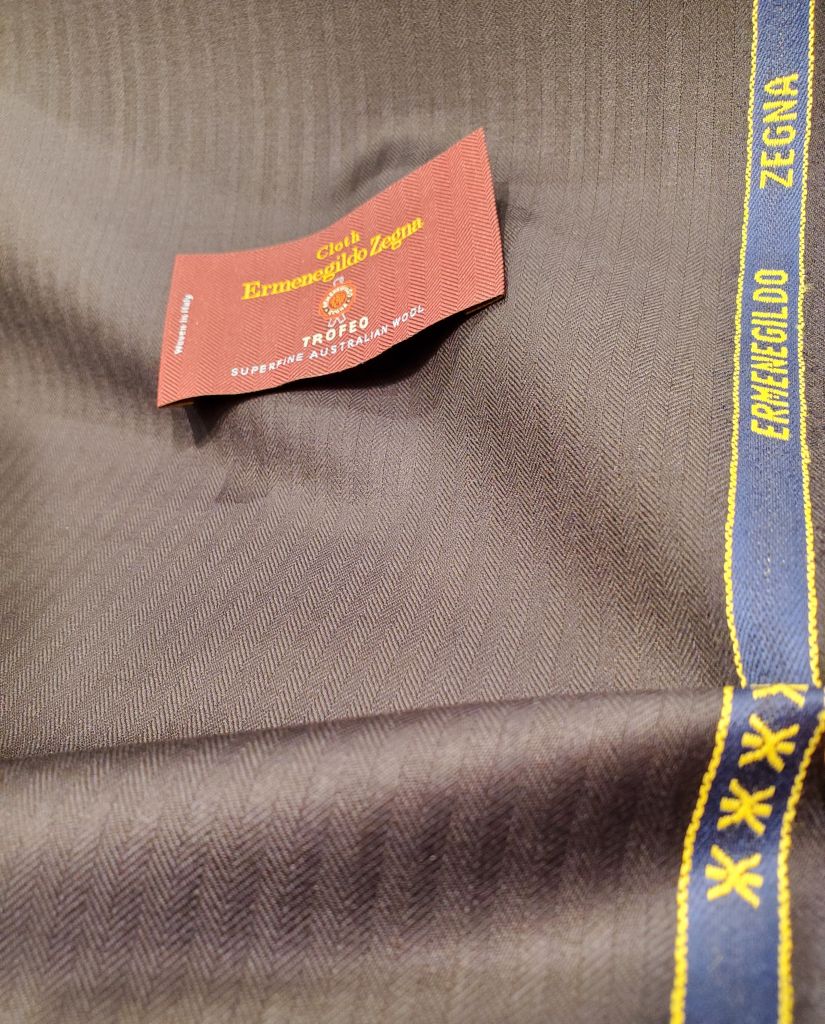 Cloth
Ermenegildo Zegna
TROFEO
SUPERFINE AUSTRALIAN WOOL
Woven in Italy
ERMENEGILDO ZEGNA